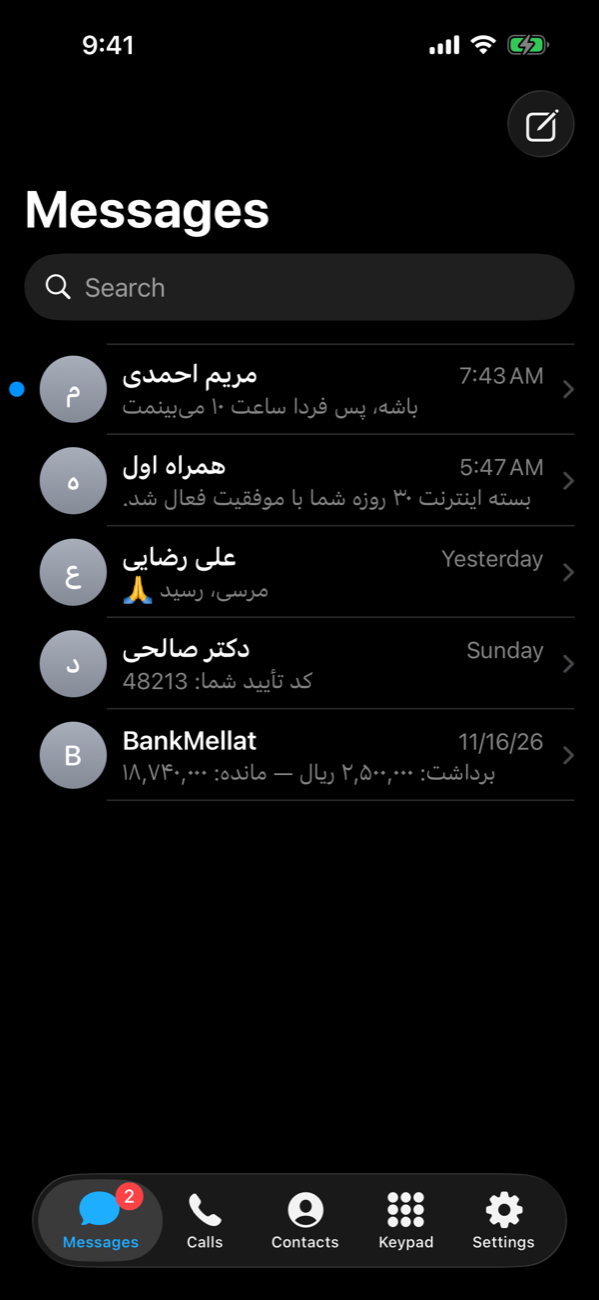 9:41
Messages
Search
م
مریم احمدی
7:43 AM
باشه، پس فردا ساعت ۱۰ می‌بینمت
ه
همراه اول
5:47 AM
بسته اینترنت ۳۰ روزه شما با موفقیت فعال شد.
ع
علی رضایی
Yesterday
مرسی، رسید 🙏
د
دکتر صالحی
Sunday
کد تأیید شما: 48213
B
BankMellat
11/16/26
برداشت: ۲,۵۰۰,۰۰۰ ریال — مانده: ۱۸,۷۴۰,۰۰۰
2
Messages
Calls
Contacts
Keypad
Settings